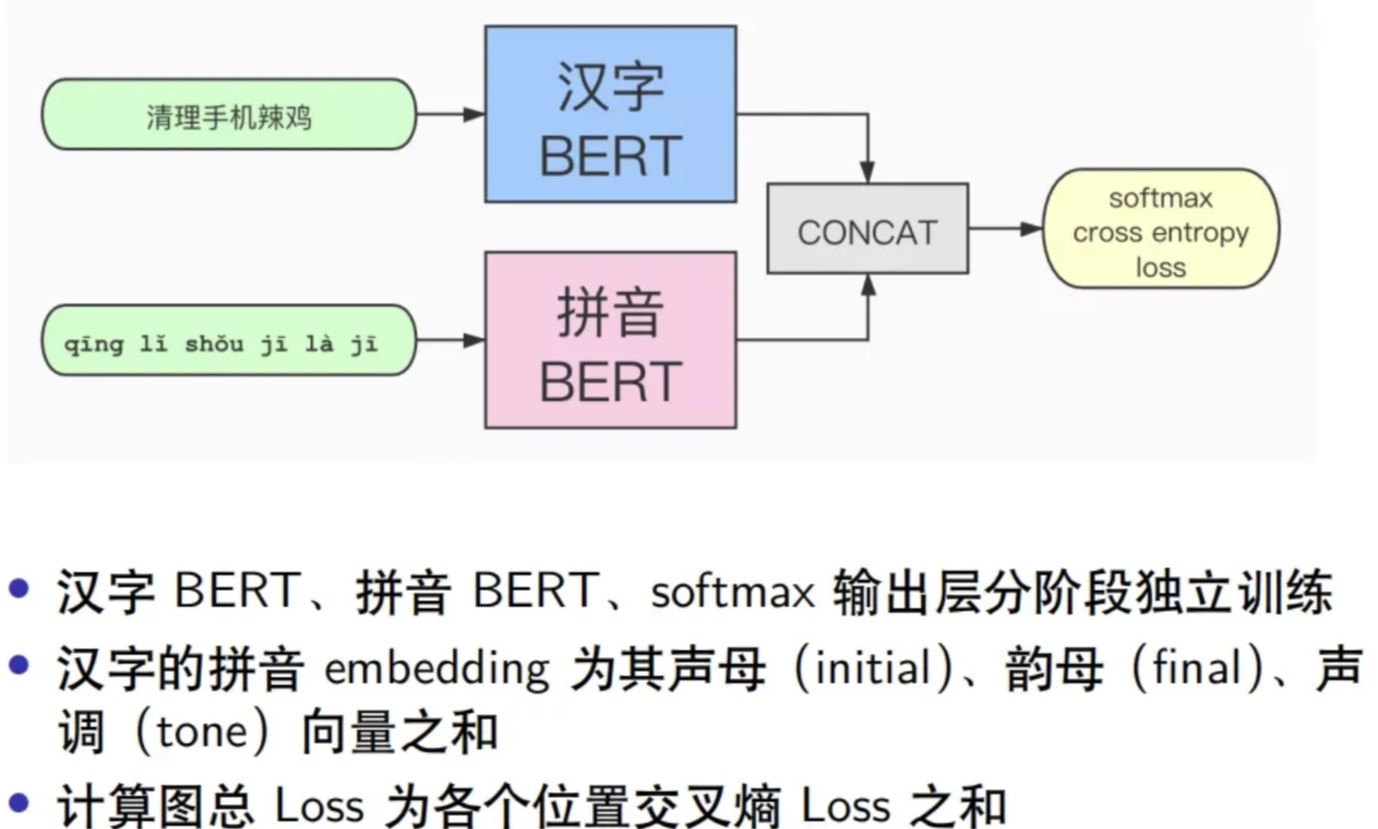 清理手机辣鸡
汉字
BERT
CONCAT
softmax
cross entropy
loss
qīng lǐ shǒu jī là jī
拼音
BERT
• 汉字 BERT、拼音 BERT、softmax 输出层分阶段独立训练
• 汉字的拼音 embedding 为其声母（initial）、韵母（final）、声
调（tone）向量之和
• 计算图总 Loss 为各个位置交叉熵 Loss 之和